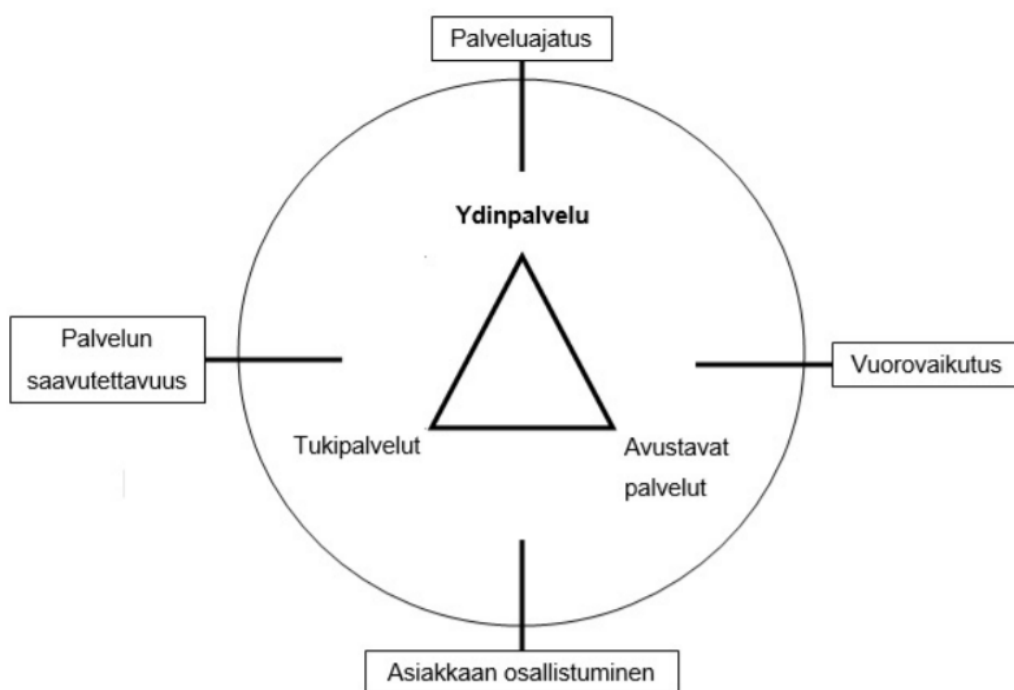 Palveluajatus
Ydinpalvelu
Palvelun
saavutettavuus
Vuorovaikutus
Tukipalvelut
Avustavat
palvelut
Asiakkaan osallistuminen